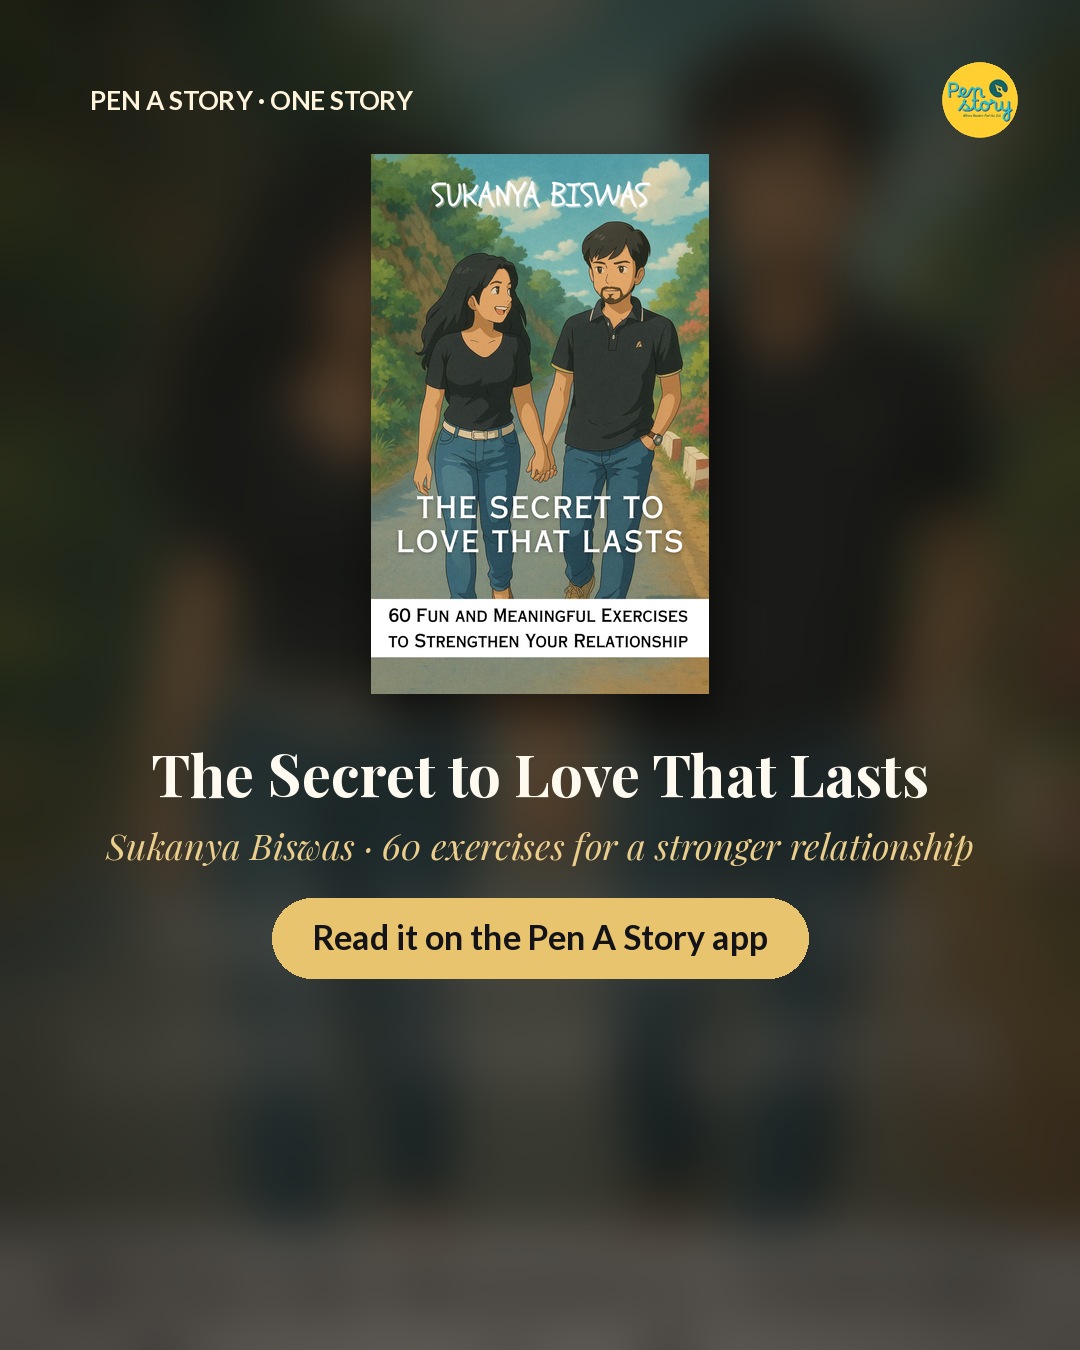 PEN A STORY · ONE STORY
Pen
story
SUKANYA BISWAS
THE SECRET TO
LOVE THAT LASTS
60 FUN AND MEANINGFUL EXERCISES
TO STRENGTHEN YOUR RELATIONSHIP
The Secret to Love That Lasts
Sukanya Biswas · 60 exercises for a stronger relationship
Read it on the Pen A Story app